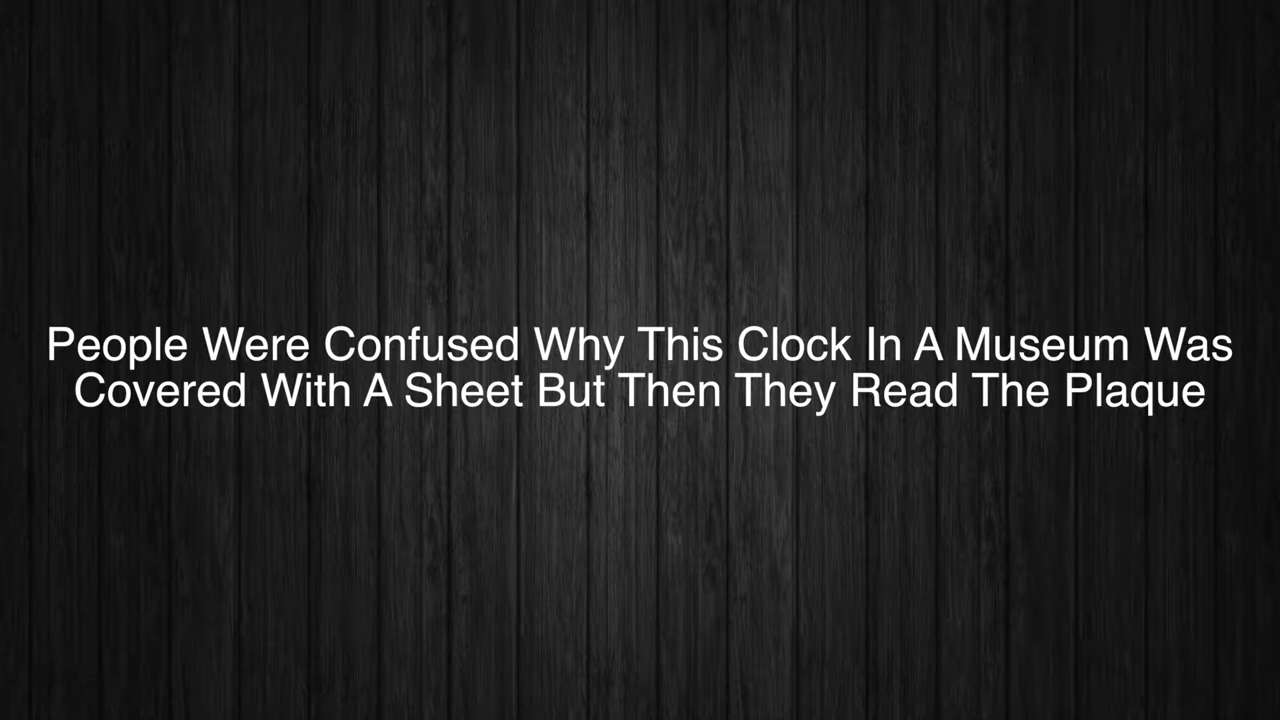 People Were Confused Why This Clock In A Museum Was
Covered With A Sheet But Then They Read The Plaque